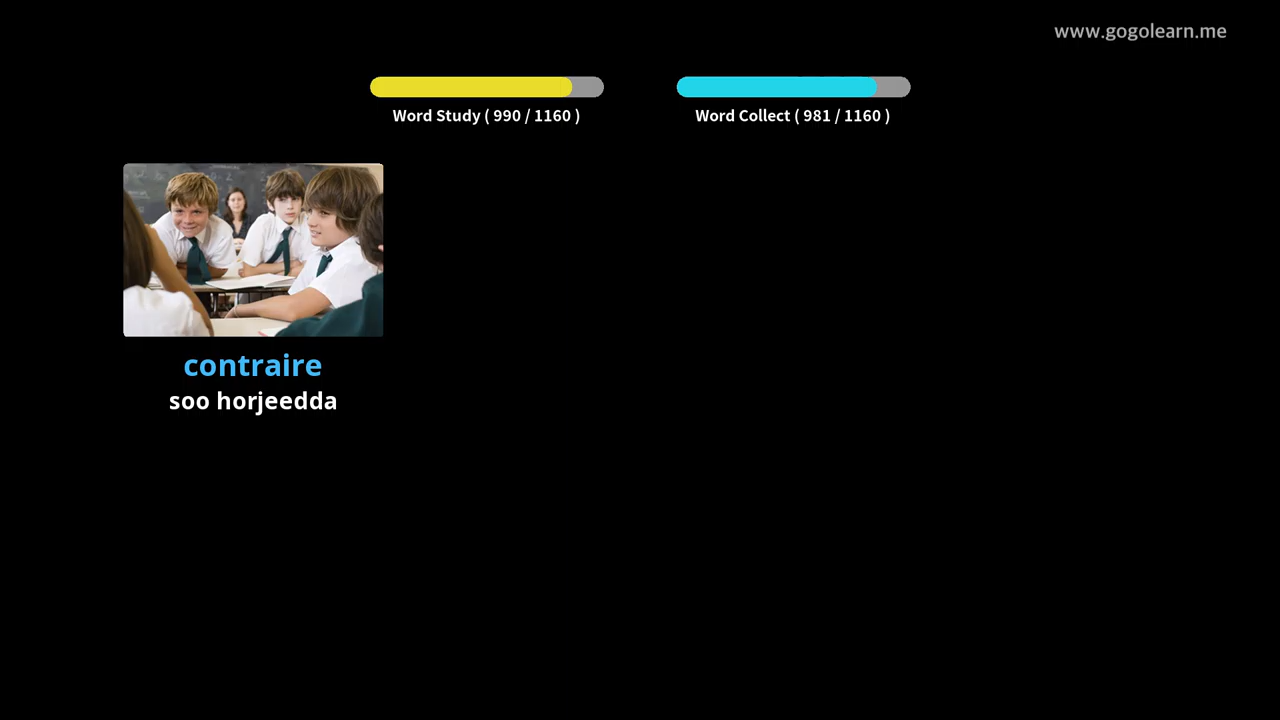 www.gogolearn.me
Word Study ( 990 / 1160 )
Word Collect ( 981 / 1160 )
contraire
soo horjeedda